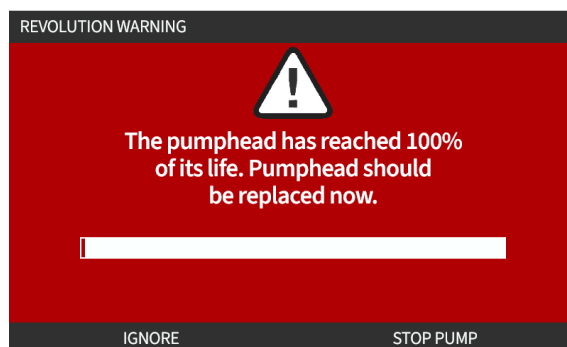 REVOLUTION WARNING
The pumphead has reached 100%
of its life. Pumphead should
be replaced now.
IGNORE
STOP PUMP